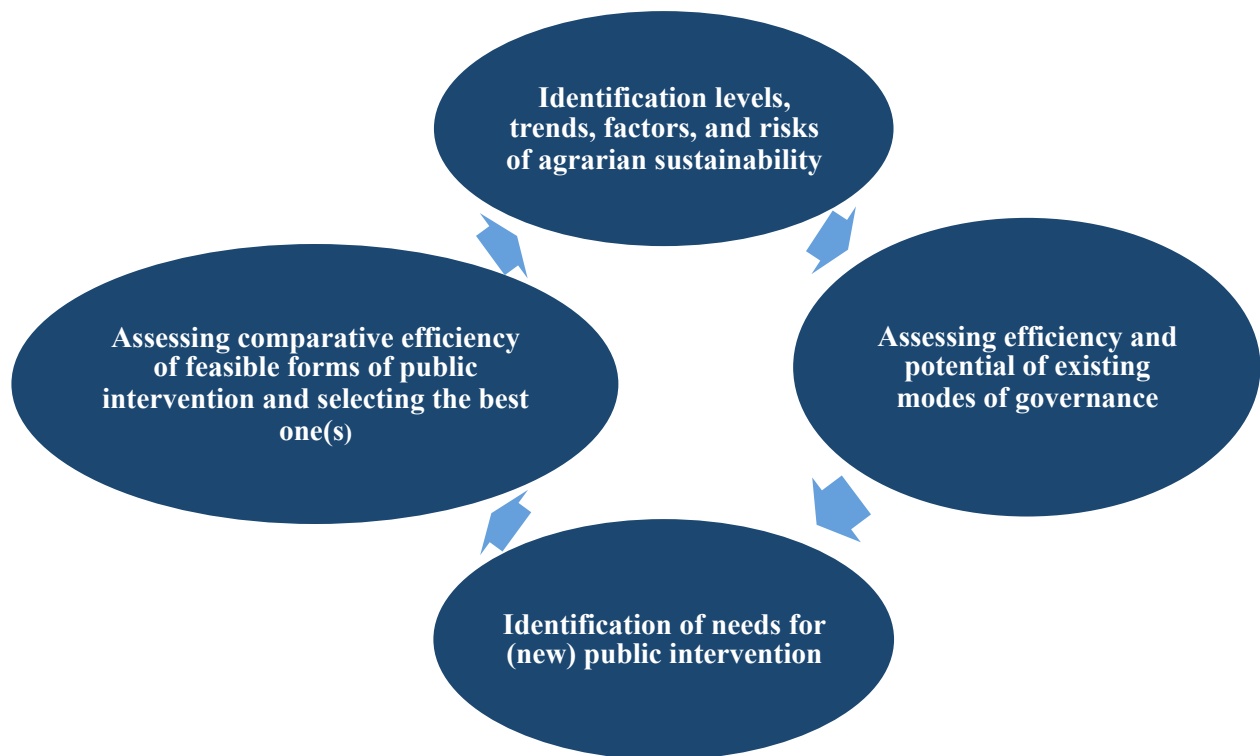 Identification levels,
trends, factors, and risks
of agrarian sustainability
Assessing comparative efficiency
of feasible forms of public
intervention and selecting the best
one(s)
Assessing efficiency and
potential of existing
modes of governance
Identification of needs for
(new) public intervention